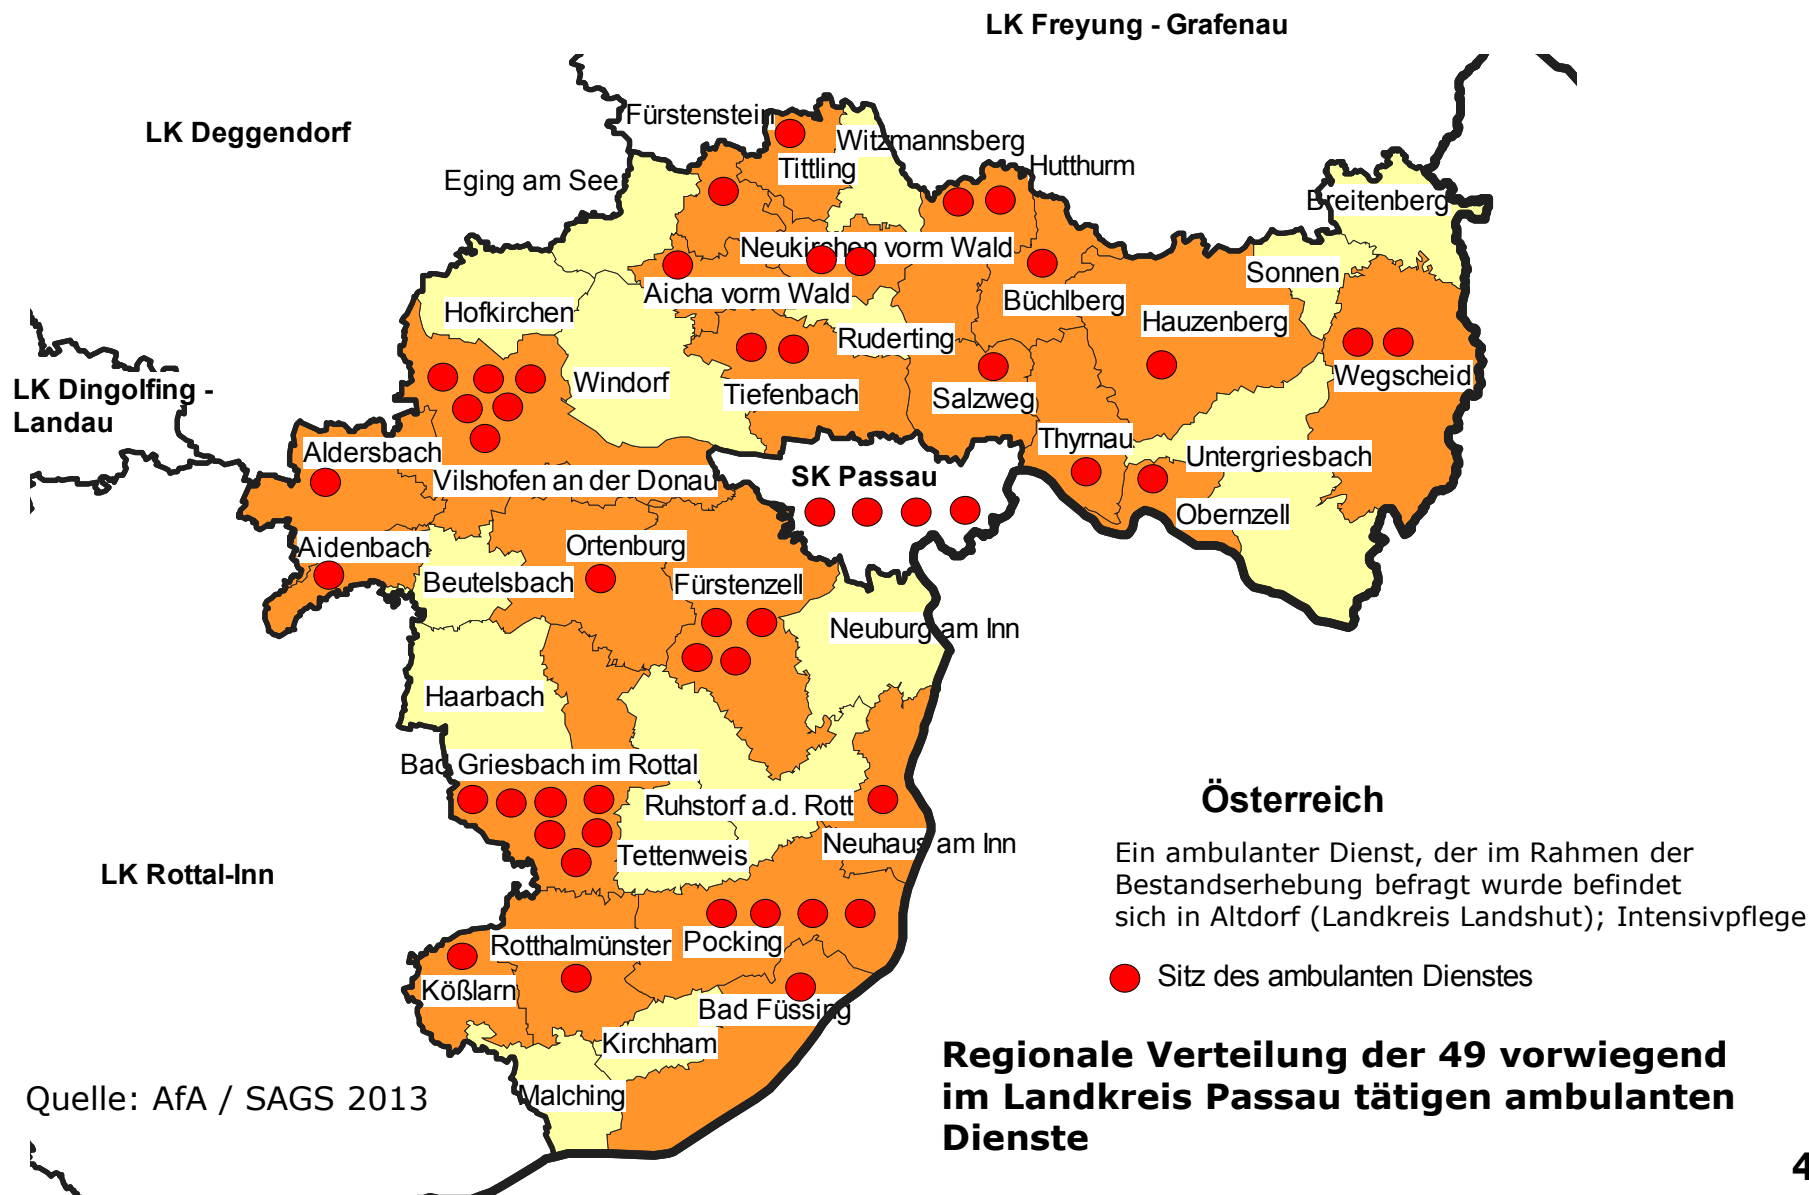 LK Freyung - Grafenau
LK Deggendorf
Fürstenstein
Witzmannsberg
Tittling
Hutthurm
Eging am See
Breitenberg
Neukirchen vorm Wald
Sonnen
Aicha vorm Wald
Büchlberg
Hofkirchen
Hauzenberg
Ruderting
Windorf
Wegscheid
LK Dingolfing -
Landau
Tiefenbach
Salzweg
Thyrnau
Aldersbach
Untergriesbach
Vilshofen an der Donau
SK Passau
Obernzell
Aidenbach
Ortenburg
Beutelsbach
Fürstenzell
Neuburg am Inn
Haarbach
Bad Griesbach im Rottal
Ruhstorf a.d. Rott
Österreich
Neuhaus am Inn
Tettenweis
Ein ambulanter Dienst, der im Rahmen der
Bestandserhebung befragt wurde befindet
sich in Altdorf (Landkreis Landshut); Intensivpflege
LK Rottal-Inn
Rotthalmünster
Pocking
Sitz des ambulanten Dienstes
Kößlarn
Bad Füssing
Kirchham
Malching
Regionale Verteilung der 49 vorwiegend
im Landkreis Passau tätigen ambulanten
Dienste
Quelle: AfA / SAGS 2013
4